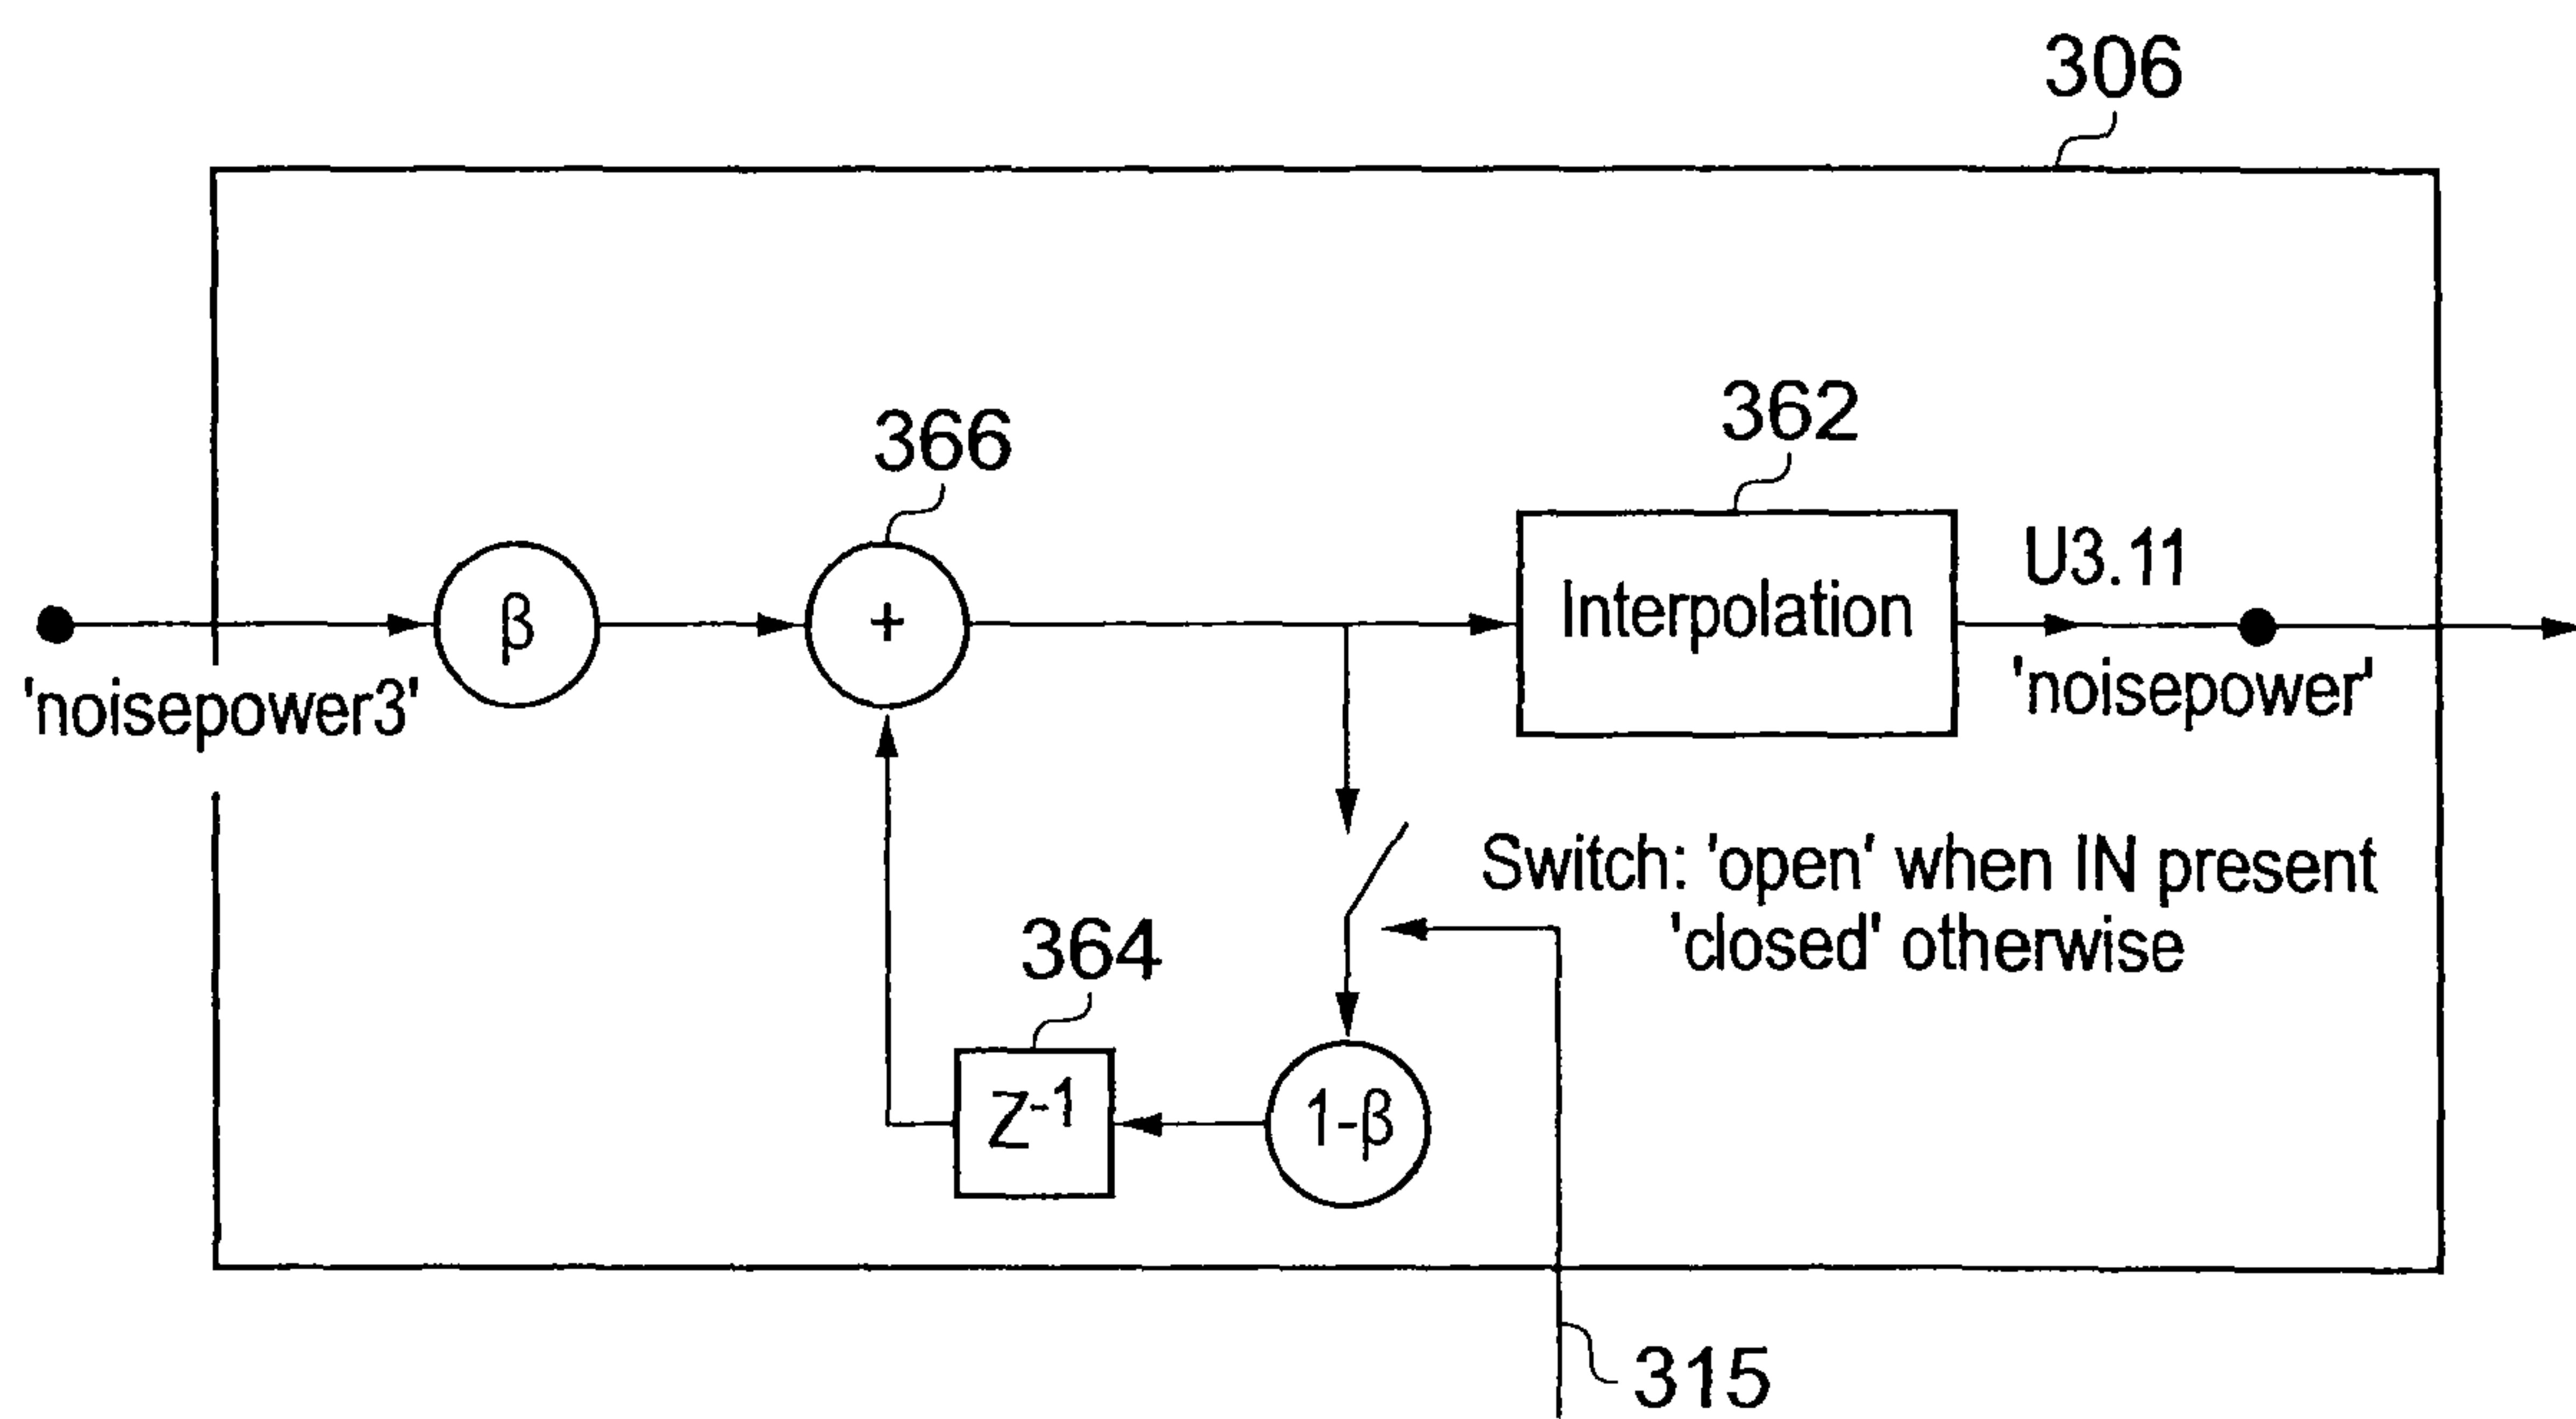 306
366
362
β
+
Interpolation
U3.11
'noisepower3'
'noisepower'
Switch: 'open' when IN present
'closed' otherwise
364
Z-1
1-β
315